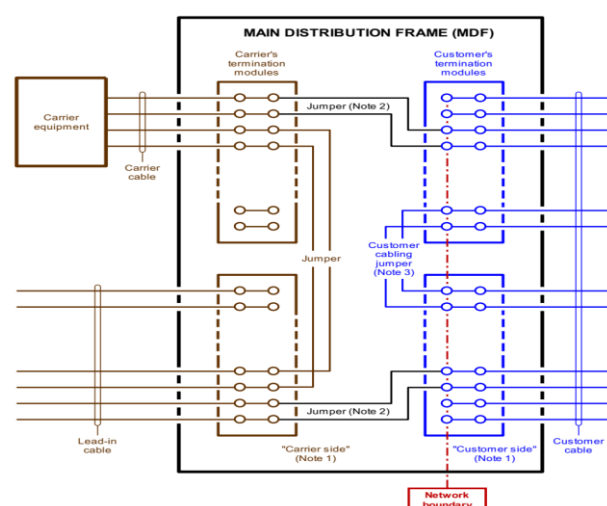 MAIN DISTRIBUTION FRAME (MDF)
Carrier's
termination
modules
Customer's
termination
modules
Jumper (Note 2)
Carrier
equipment
Carrier
cable
Jumper
Customer
cabling
jumper
(Note 3)
Jumper (Note 2)
Lead-in
cable
"Carrier side"
(Note 1)
"Customer side"
(Note 1)
Customer
cable
Network
boundary